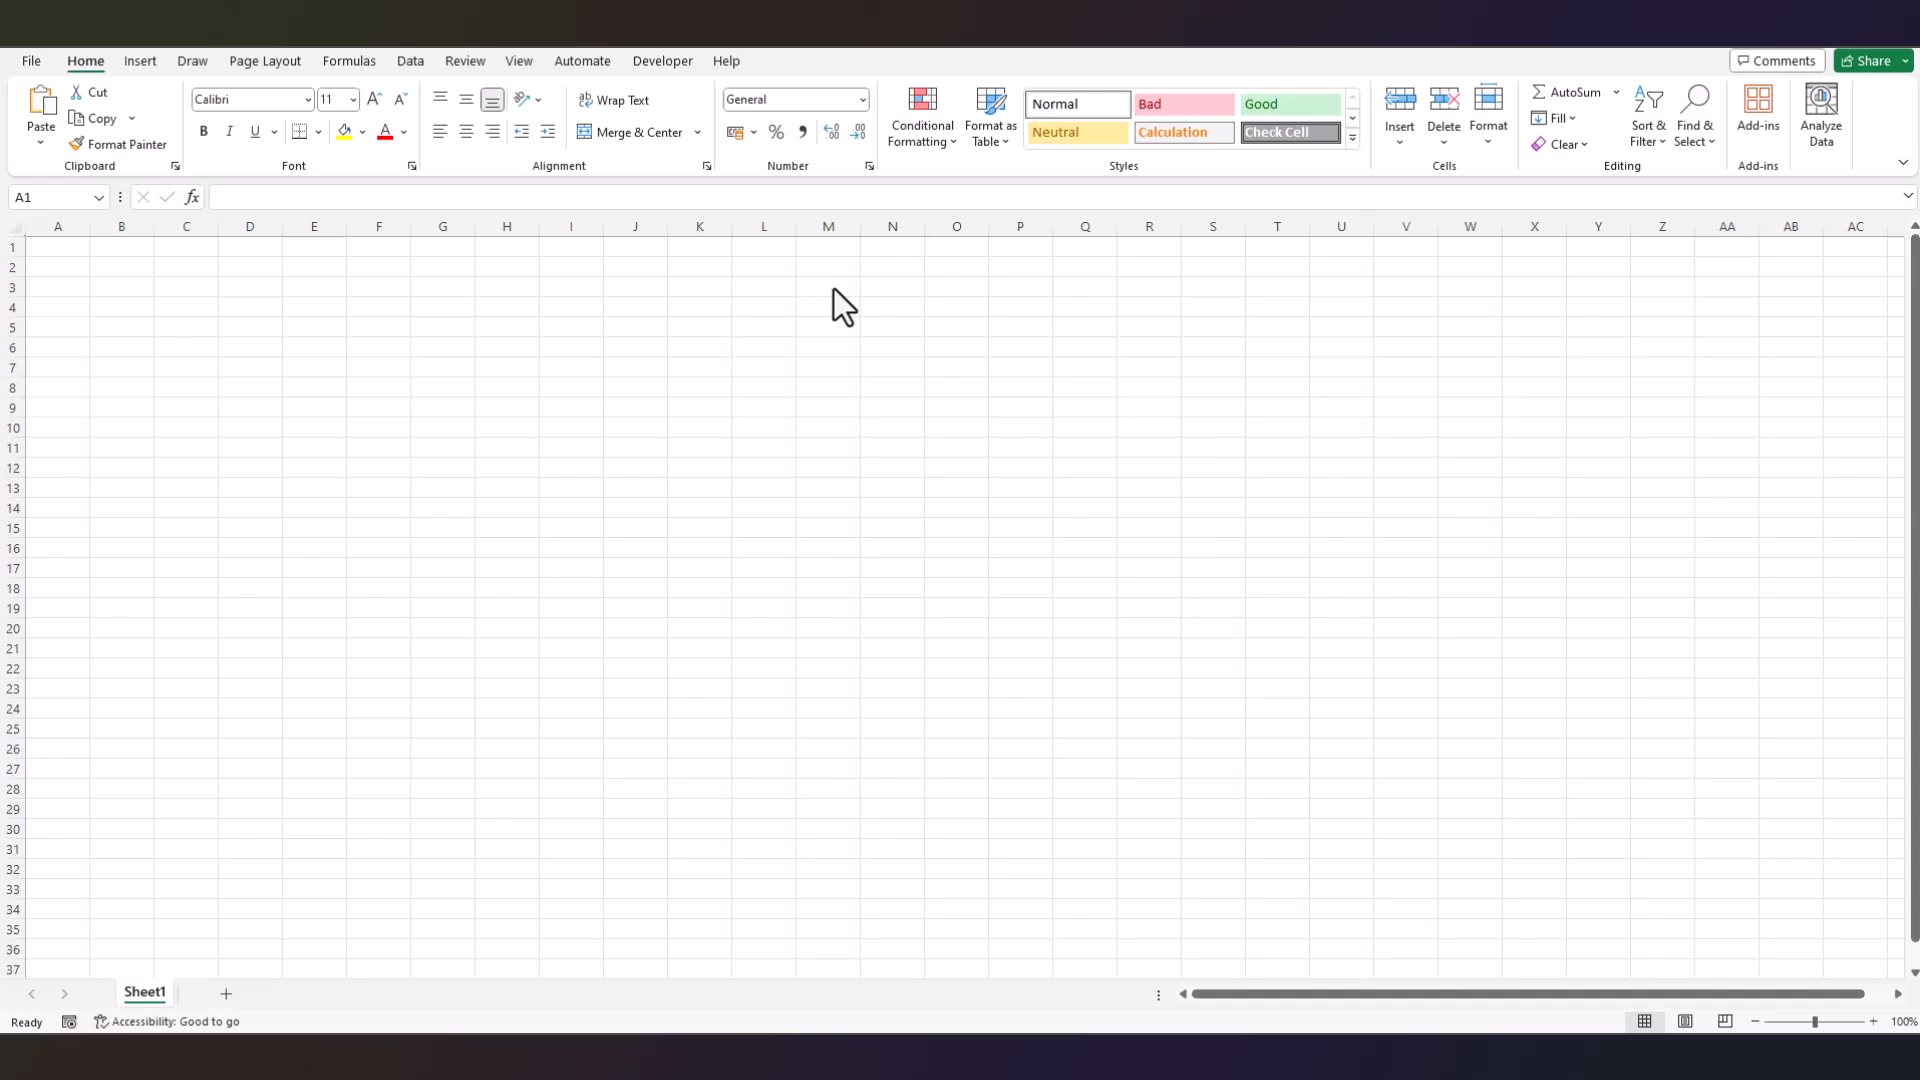 File Home Insert Draw Page Layout Formulas Data Review View Automate Developer Help Comments Share
Paste
Cut
Copy
Format Painter
Clipboard
Calibri 11
B I U A
Font
Wrap Text
Merge & Center
Alignment
General
% ,
Number
Conditional
Formatting
Format as
Table
Normal Bad Good
Neutral Calculation Check Cell
Styles
Insert Delete Format
Cells
AutoSum
Fill
Clear
Sort &
Filter
Find &
Select
Editing
Add-ins
Add-ins
Analyze
Data
A1 fx
A B C D E F G H I J K L M N O P Q R S T U V W X Y Z AA AB AC
1
2
3
4
5
6
7
8
9
10
11
12
13
14
15
16
17
18
19
20
21
22
23
24
25
26
27
28
29
30
31
32
33
34
35
36
37
Sheet1
Ready Accessibility: Good to go 100%